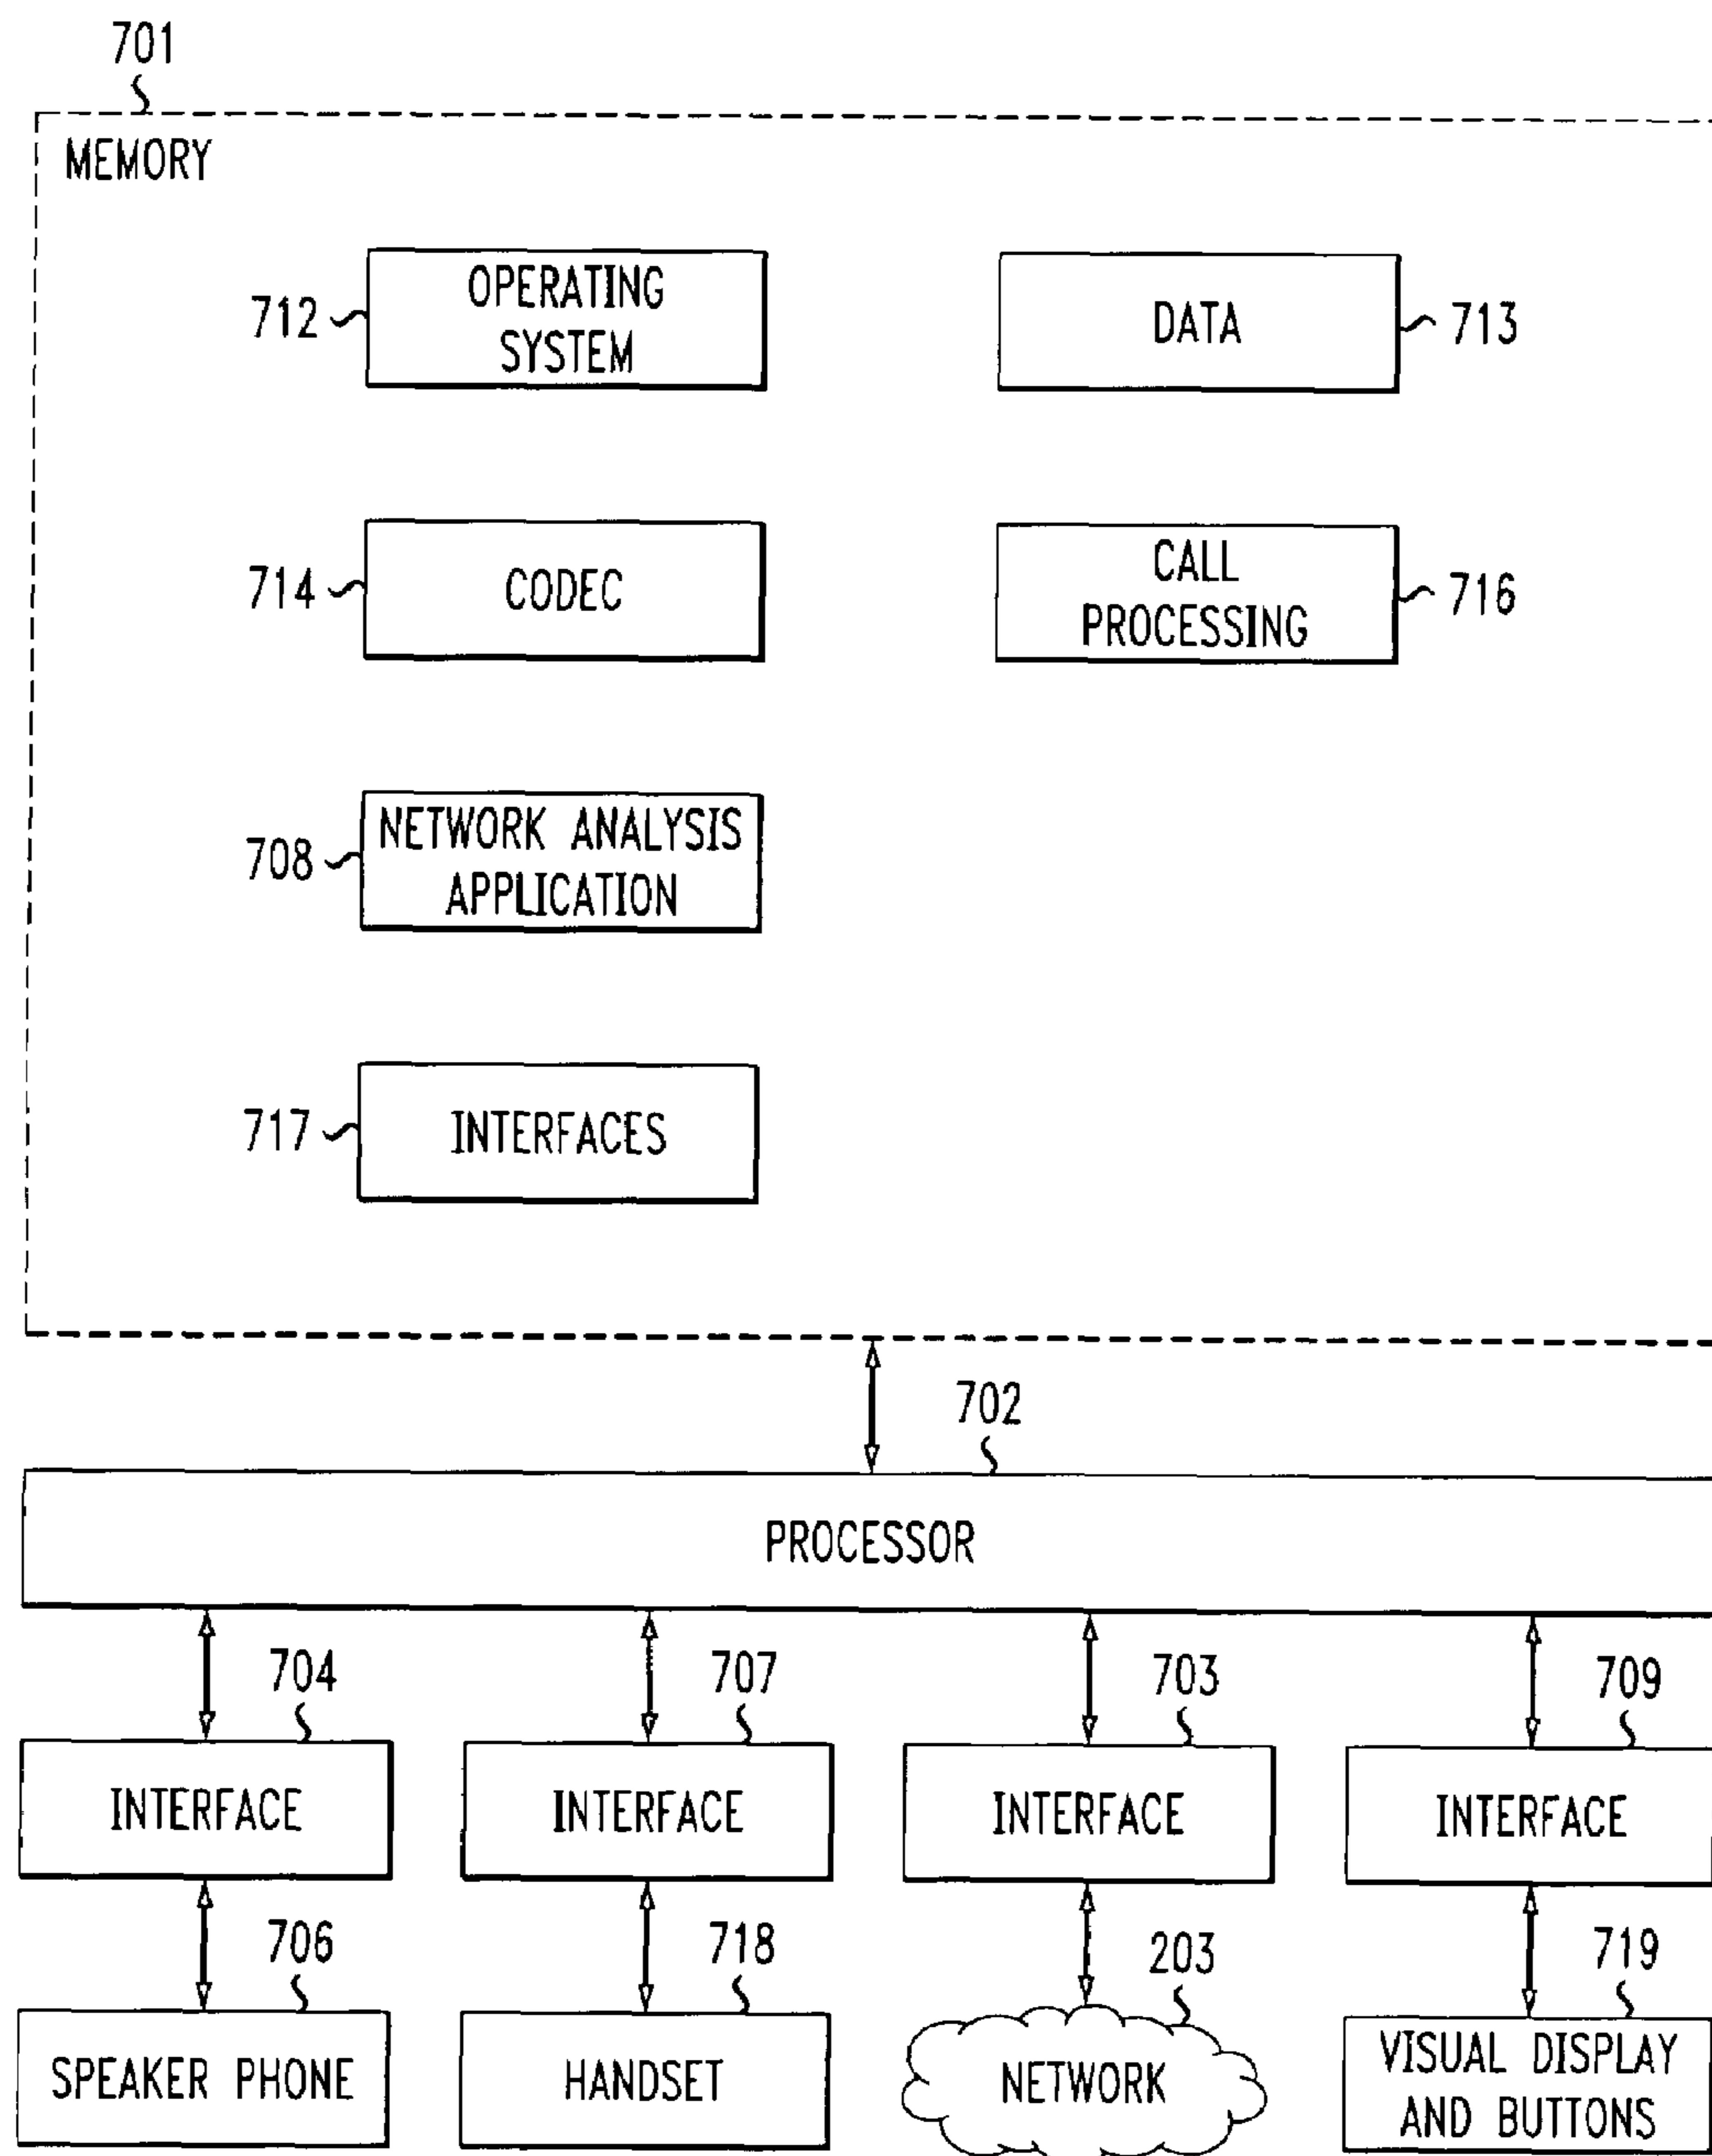 701
MEMORY
712
OPERATING
SYSTEM
DATA
713
714
CODEC
CALL
PROCESSING
716
708
NETWORK ANALYSIS
APPLICATION
717
INTERFACES
702
PROCESSOR
704
707
703
709
INTERFACE
INTERFACE
INTERFACE
INTERFACE
706
718
203
719
SPEAKER PHONE
HANDSET
NETWORK
VISUAL DISPLAY
AND BUTTONS